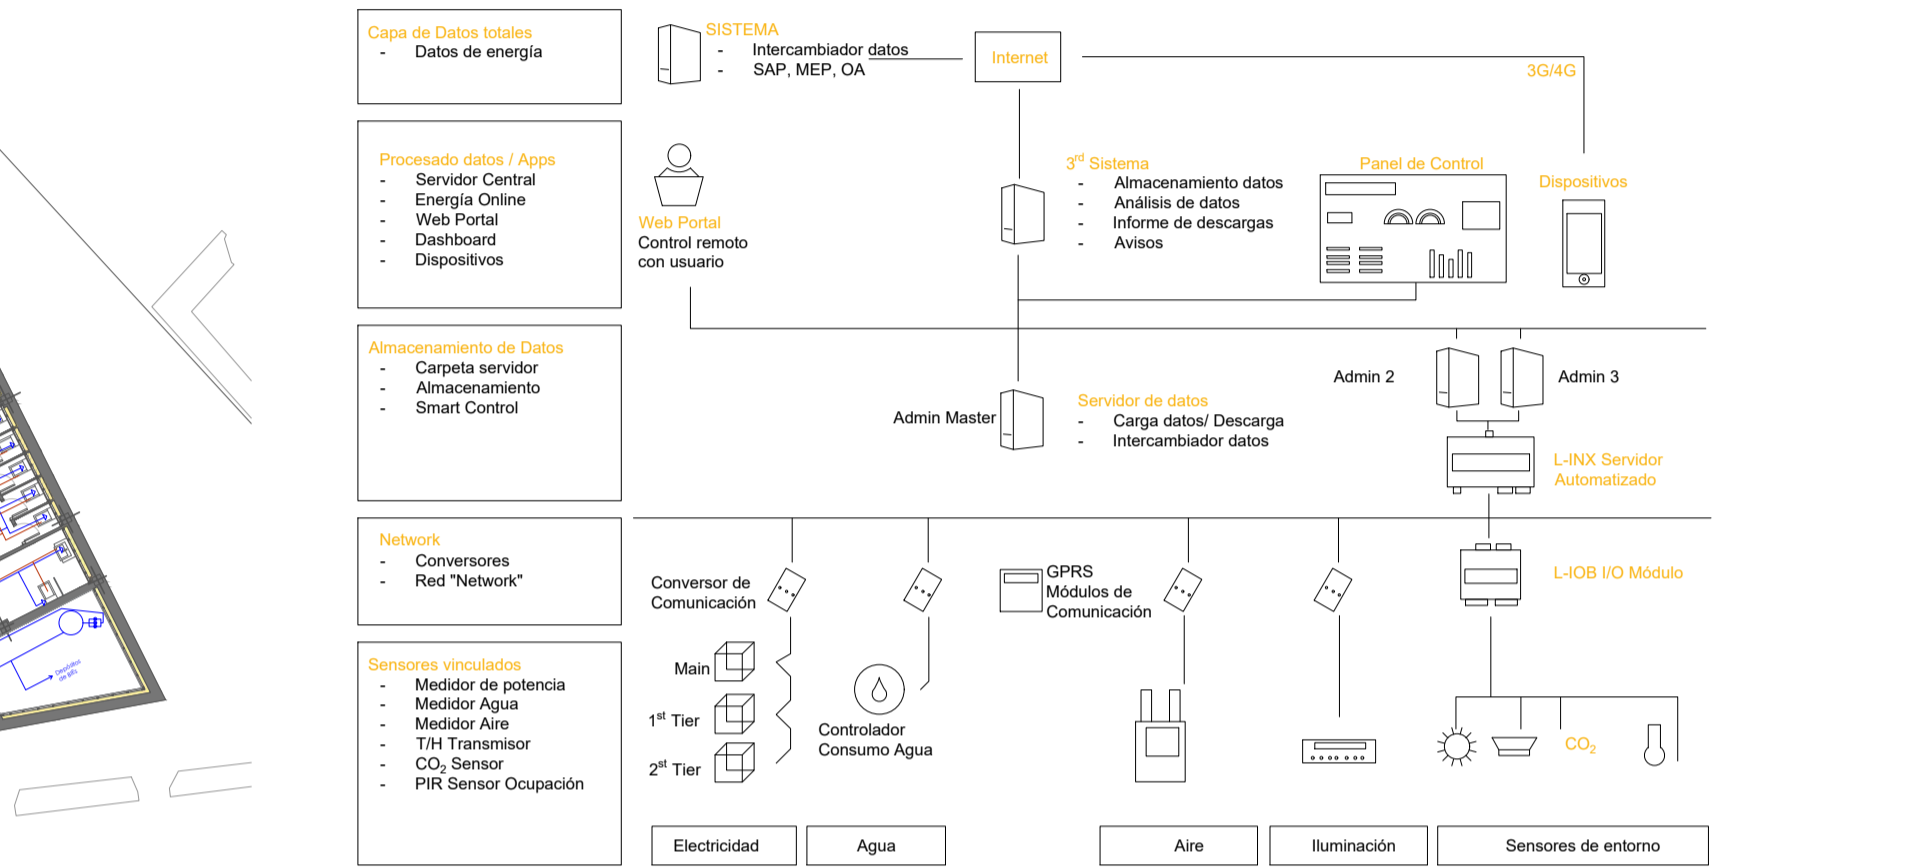 Capa de Datos totales
- Datos de energía
Procesado datos / Apps
- Servidor Central
- Energía Online
- Web Portal
- Dashboard
- Dispositivos
Almacenamiento de Datos
- Carpeta servidor
- Almacenamiento
- Smart Control
Network
- Conversores
- Red "Network"
Sensores vinculados
- Medidor de potencia
- Medidor Agua
- Medidor Aire
- T/H Transmisor
- CO2 Sensor
- PIR Sensor Ocupación
SISTEMA
- Intercambiador datos
- SAP, MEP, OA
Internet
3G/4G
Web Portal
Control remoto
con usuario
3rd Sistema
- Almacenamiento datos
- Análisis de datos
- Informe de descargas
- Avisos
Panel de Control
Dispositivos
Admin Master
Servidor de datos
- Carga datos/ Descarga
- Intercambiador datos
Admin 2
Admin 3
L-INX Servidor
Automatizado
Conversor de
Comunicación
GPRS
Módulos de
Comunicación
L-IOB I/O Módulo
Main
1st Tier
2st Tier
Controlador
Consumo Agua
CO2
Electricidad
Agua
Aire
Iluminación
Sensores de entorno
Depósitos